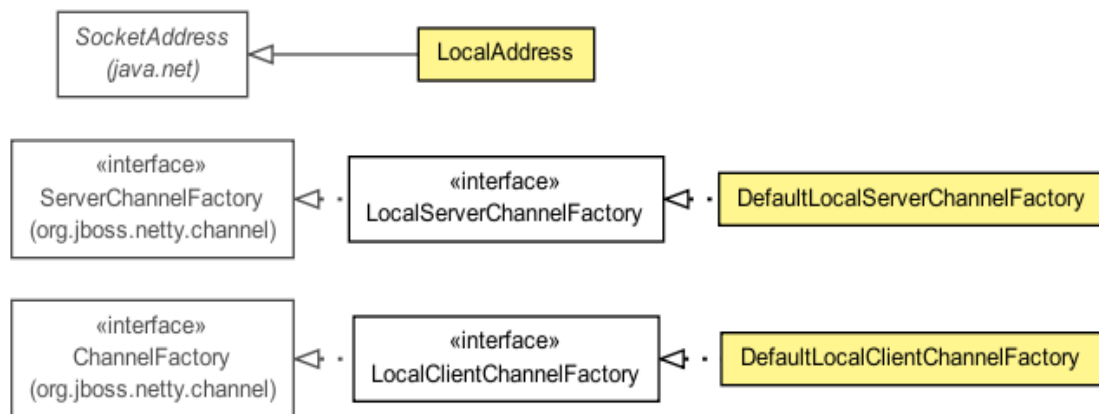 SocketAddress
(java.net)
LocalAddress
«interface»
ServerChannelFactory
(org.jboss.netty.channel)
«interface»
LocalServerChannelFactory
DefaultLocalServerChannelFactory
«interface»
ChannelFactory
(org.jboss.netty.channel)
«interface»
LocalClientChannelFactory
DefaultLocalClientChannelFactory